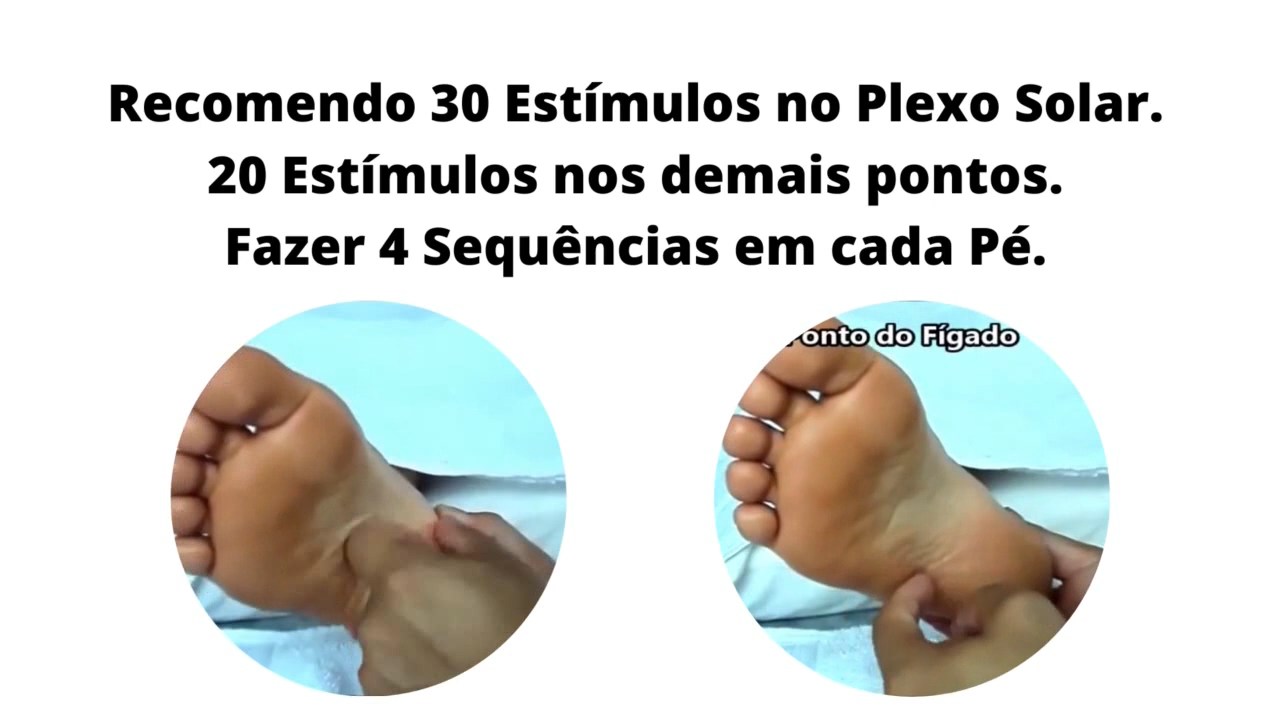 Recomendo 30 Estímulos no Plexo Solar.
20 Estímulos nos demais pontos.
Fazer 4 Sequências em cada Pé.
onto do Fígado